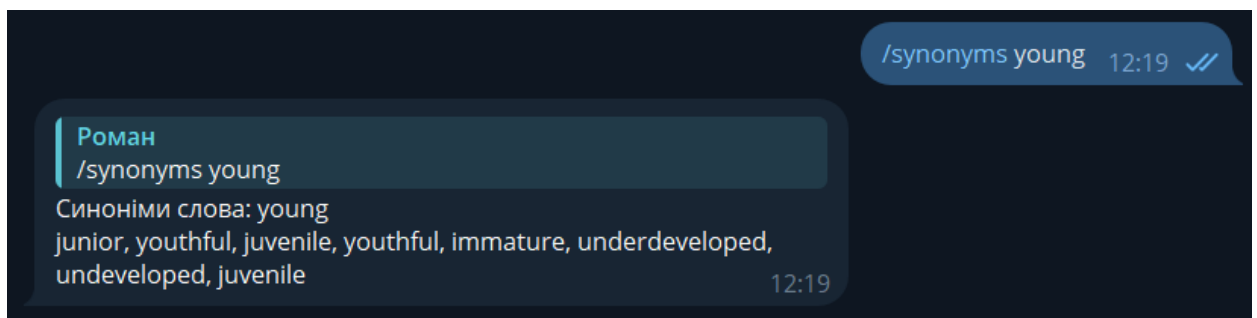 /synonyms young 12:19
Роман
/synonyms young
Синоніми слова: young
junior, youthful, juvenile, youthful, immature, underdeveloped,
undeveloped, juvenile
12:19